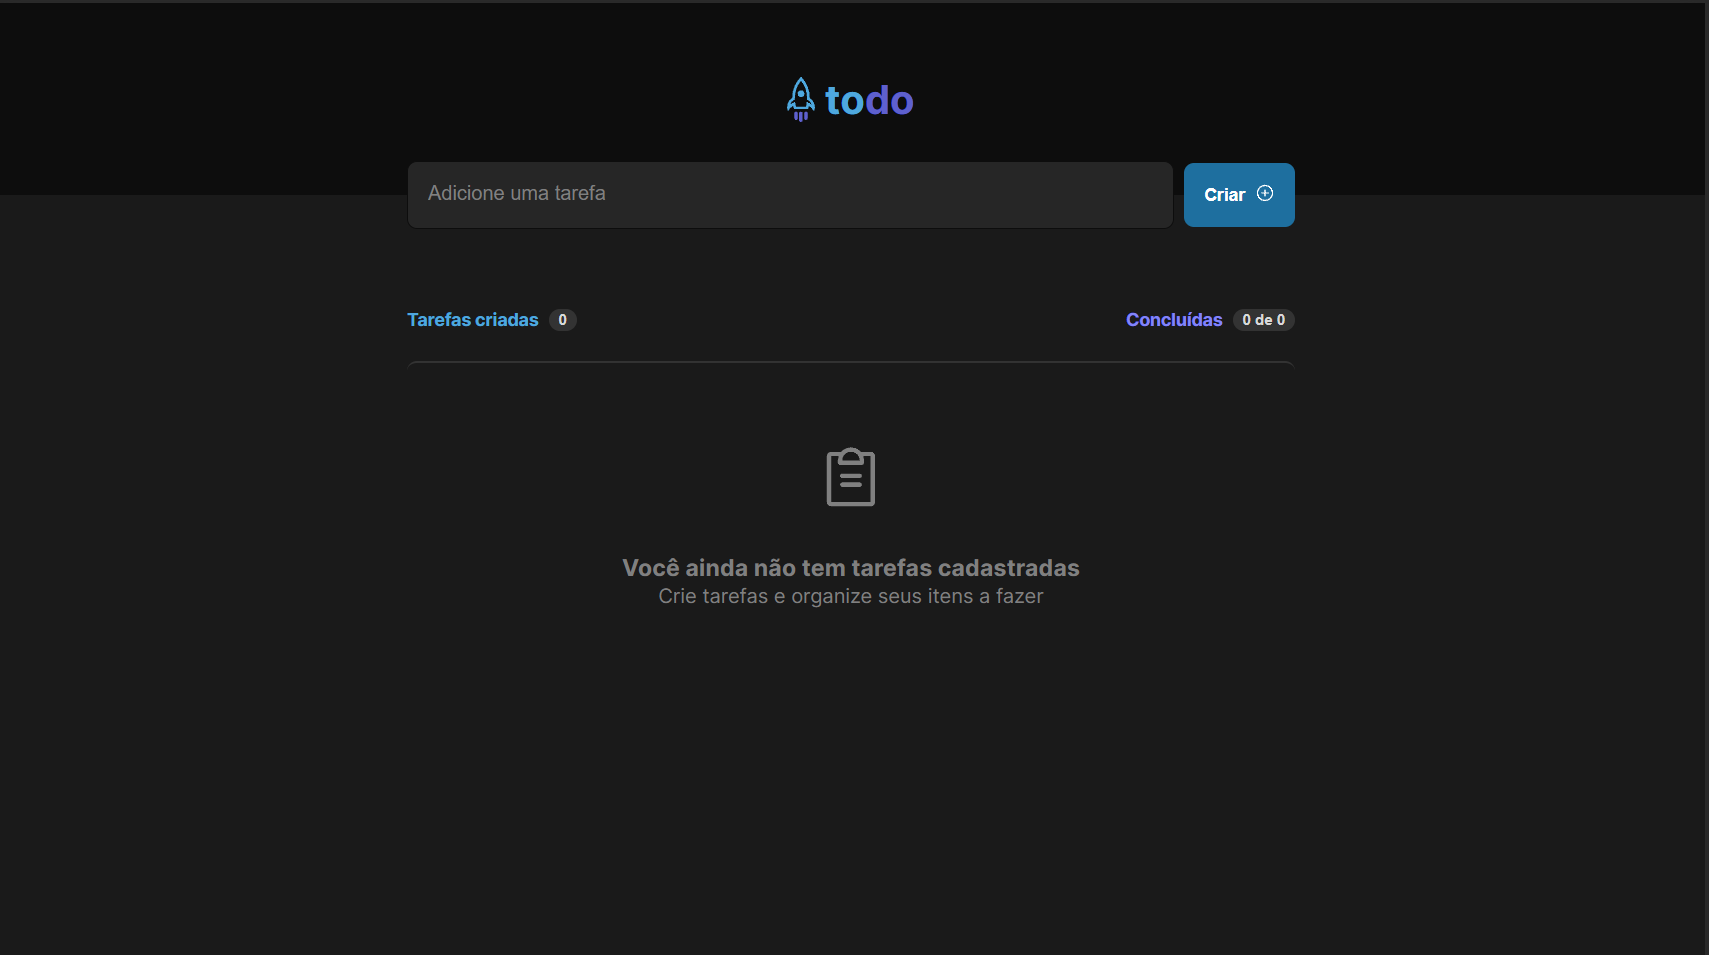 todo
Adicione uma tarefa
Criar
Tarefas criadas 0
Concluídas 0 de 0
Você ainda não tem tarefas cadastradas
Crie tarefas e organize seus itens a fazer